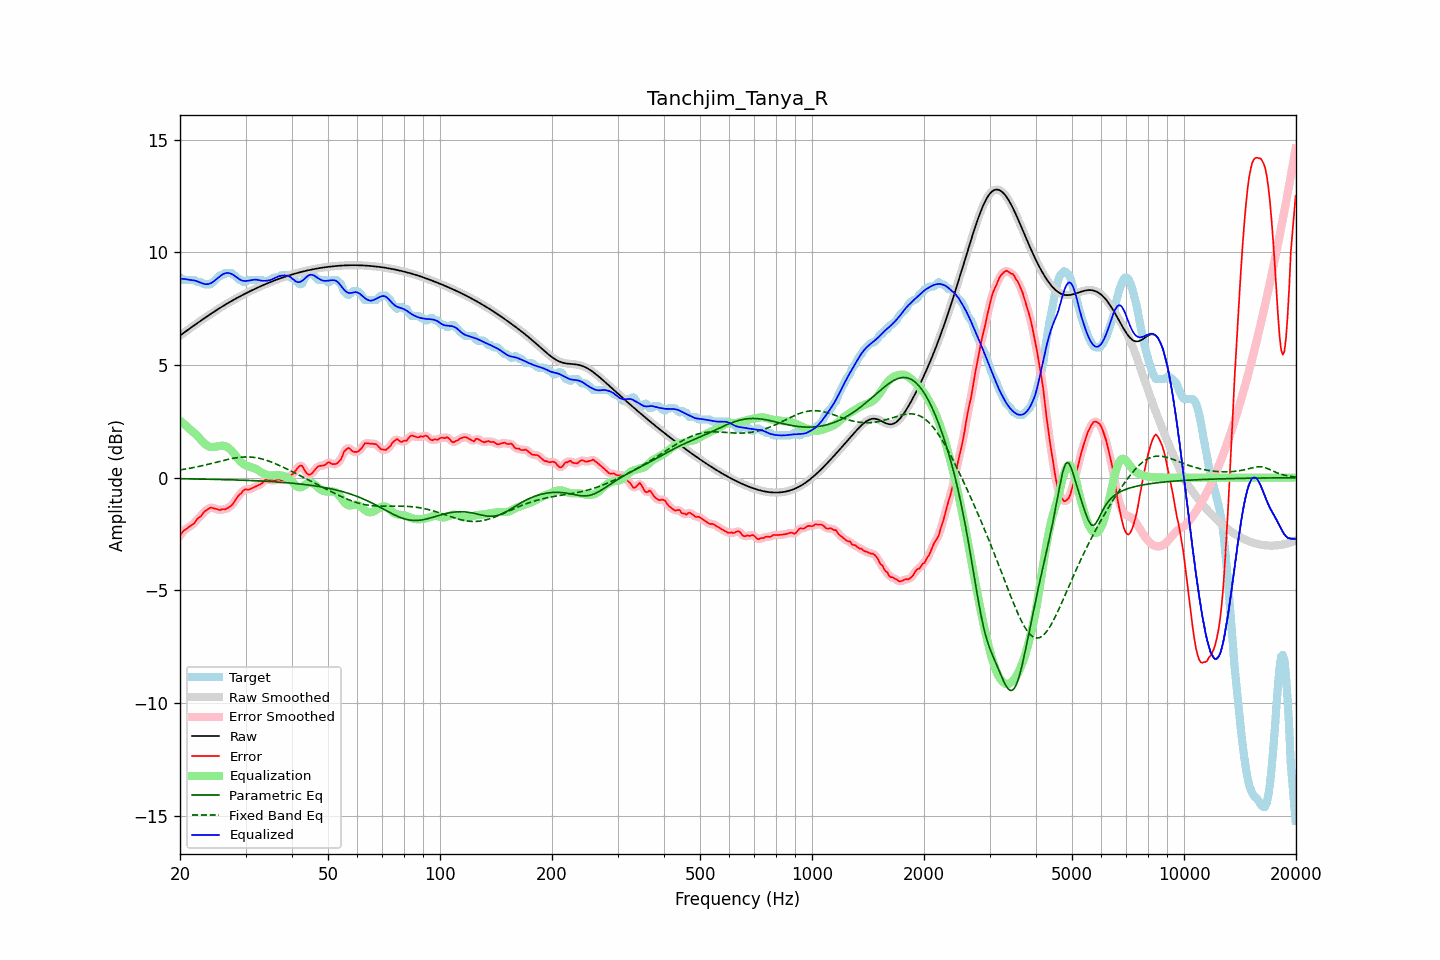 Tanchjim_Tanya_R
Amplitude (dBr)
15
10
5
0
−5
−10
−15
Target
Raw Smoothed
Error Smoothed
Raw
Error
Equalization
Parametric Eq
Fixed Band Eq
Equalized
20 50 100 200 500 1000 2000 5000 10000 20000
Frequency (Hz)